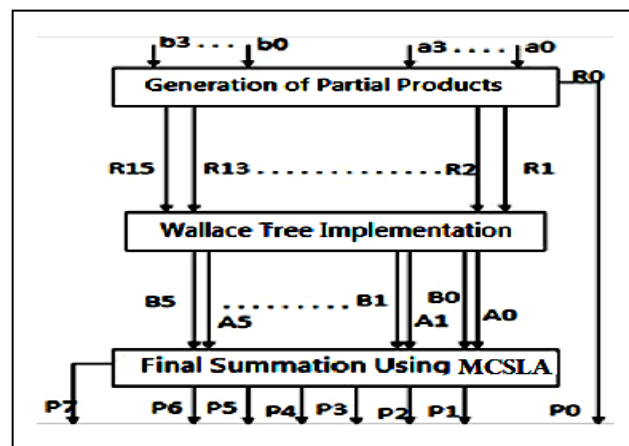 b3 . . . b0 a3 . . . . a0
Generation of Partial Products R0
R15 R13 . . . . . . . . . . . . . R2 R1
Wallace Tree Implementation
B5 A5 . . . . . . . . . B1 A1 B0 A0
Final Summation Using MCSLA
P7 P6 P5 P4 P3 P2 P1 P0